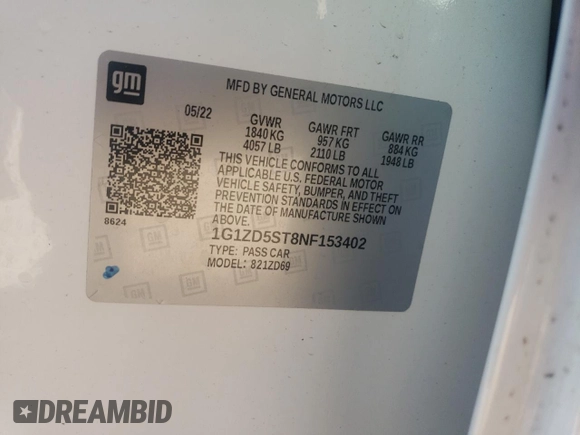 gm
MFD BY GENERAL MOTORS LLC
05/22 GVWR GAWR FRT GAWR RR
1840 KG 957 KG 884 KG
4057 LB 2110 LB 1948 LB
THIS VEHICLE CONFORMS TO ALL
APPLICABLE U.S. FEDERAL MOTOR
VEHICLE SAFETY, BUMPER, AND THEFT
PREVENTION STANDARDS IN EFFECT ON
THE DATE OF MANUFACTURE SHOWN
ABOVE.
8624
1G1ZD5ST8NF153402
TYPE: PASS CAR
MODEL: 821ZD69
DREAMBID